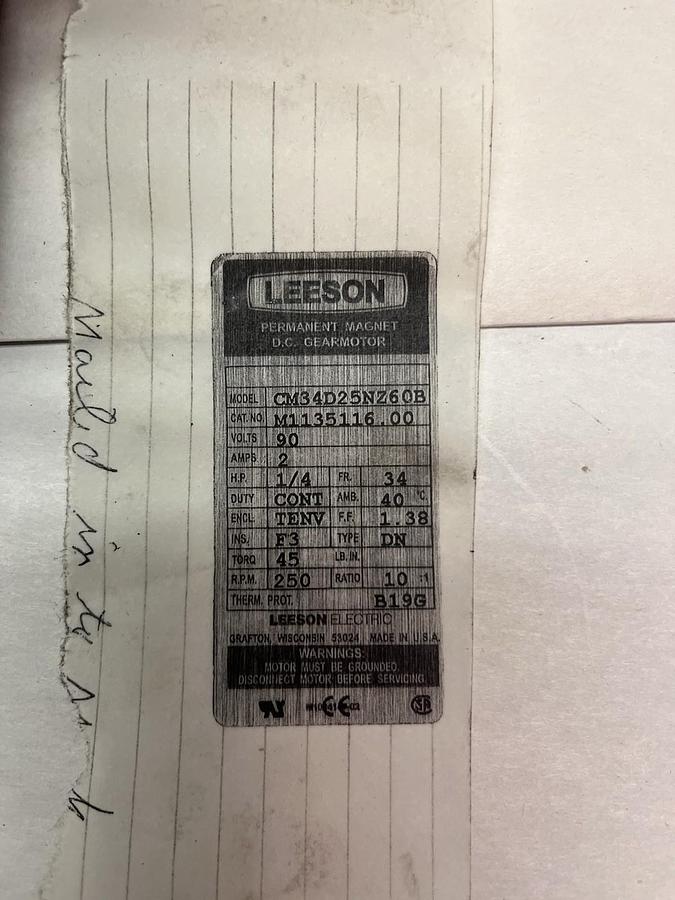 LEESON
PERMANENT MAGNET
D.C. GEARMOTOR
MODEL CM34D25NZ60B
CAT. NO. M1135116.00
VOLTS 90
AMPS 2
H.P. 1/4 FR. 34
DUTY CONT AMB. 40 °C.
ENCL. TENV F.F. 1.38
INS. F3 TYPE DN
TORQ 45 LB. IN.
R.P.M. 250 RATIO 10 :1
THERM. PROT. B19G
LEESON ELECTRIC
GRAFTON, WISCONSIN 53024 MADE IN U.S.A.
WARNINGS:
MOTOR MUST BE GROUNDED.
DISCONNECT MOTOR BEFORE SERVICING.
CE
in